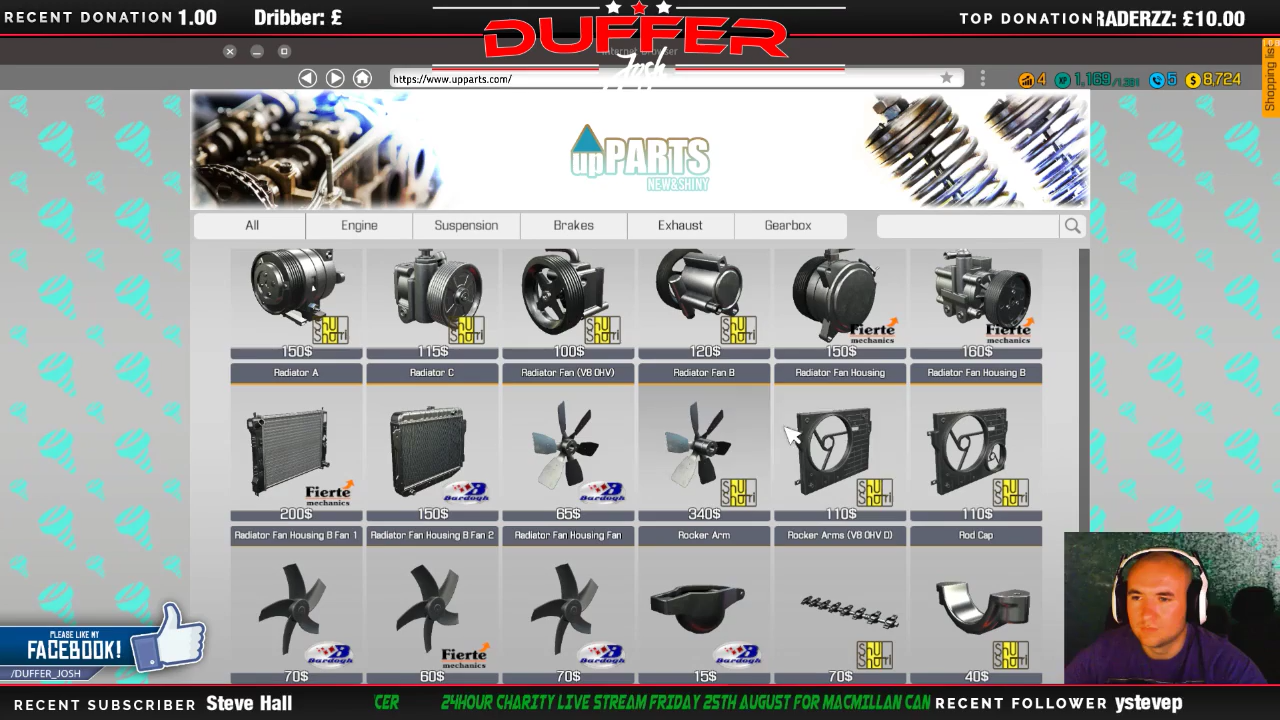 RECENT DONATION 1.00 Dribber: £
DUFFER
Josh
TOP DONATION RADERZZ: £10.00
https://www.upparts.com/
4 XP 1,169 5 $ 8,724
Shopping list
upPARTS
NEW&SHINY
All Engine Suspension Brakes Exhaust Gearbox
ShuShuTTi ShuShuTTi ShuShuTTi ShuShuTTi Fierte mechanics Fierte mechanics
150$ 115$ 100$ 120$ 150$ 160$
Radiator A Radiator C Radiator Fan (V8 OHV) Radiator Fan B Radiator Fan Housing Radiator Fan Housing B
Fierte mechanics Bardogh Bardogh
200$ 150$ 65$ 340$ 110$ 110$
Radiator Fan Housing B Fan 1 Radiator Fan Housing B Fan 2 Radiator Fan Housing Fan Rocker Arm Rocker Arms (V8 OHV D) Rod Cap
Bardogh Fierte mechanics Bardogh Bardogh
70$ 60$ 70$ 15$ 70$ 40$
PLEASE LIKE MY
FACEBOOK!
/DUFFER_JOSH
RECENT SUBSCRIBER Steve Hall CER 24HOUR CHARITY LIVE STREAM FRIDAY 25TH AUGUST FOR MACMILLAN CAN RECENT FOLLOWER ystevep